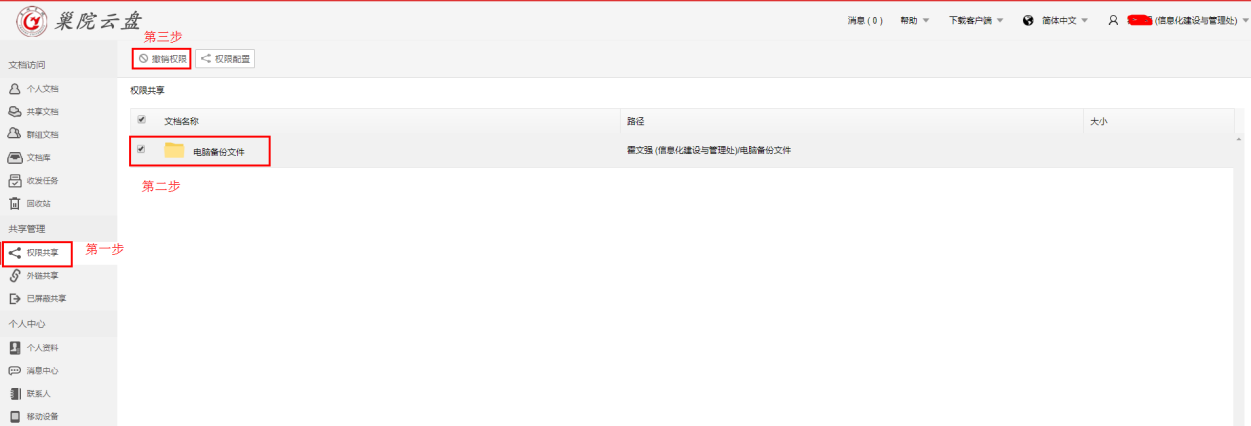 巢院云盘
消息 ( 0 ) 帮助 下载客户端 简体中文 (信息化建设与管理处)
第三步
文档访问
撤销权限 权限配置
个人文档
共享文档
群组文档
文档库
收发任务
回收站
共享管理
权限共享
第一步
外链共享
已屏蔽共享
个人中心
个人资料
消息中心
联系人
移动设备
权限共享
文档名称 路径 大小
电脑备份文件 霍文强 (信息化建设与管理处)/电脑备份文件
第二步